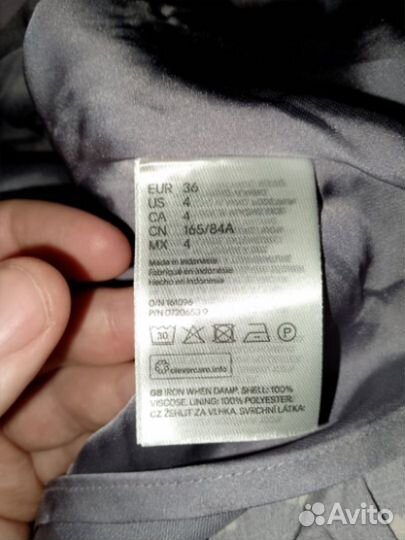 EUR 36
US 4
CA 4
CN 165/84A
MX 4
Made in Indonesia
Fabriqué en Indonésie
Hecho en Indonesia
O/N 161096
P/N 0720653 9
30
P
clevercare.info
GB IRON WHEN DAMP. SHELL: 100%
VISCOSE. LINING: 100% POLYESTER.
CZ ŽEHLIT ZA VLHKA. SVRCHNÍ LÁTKA:
Avito